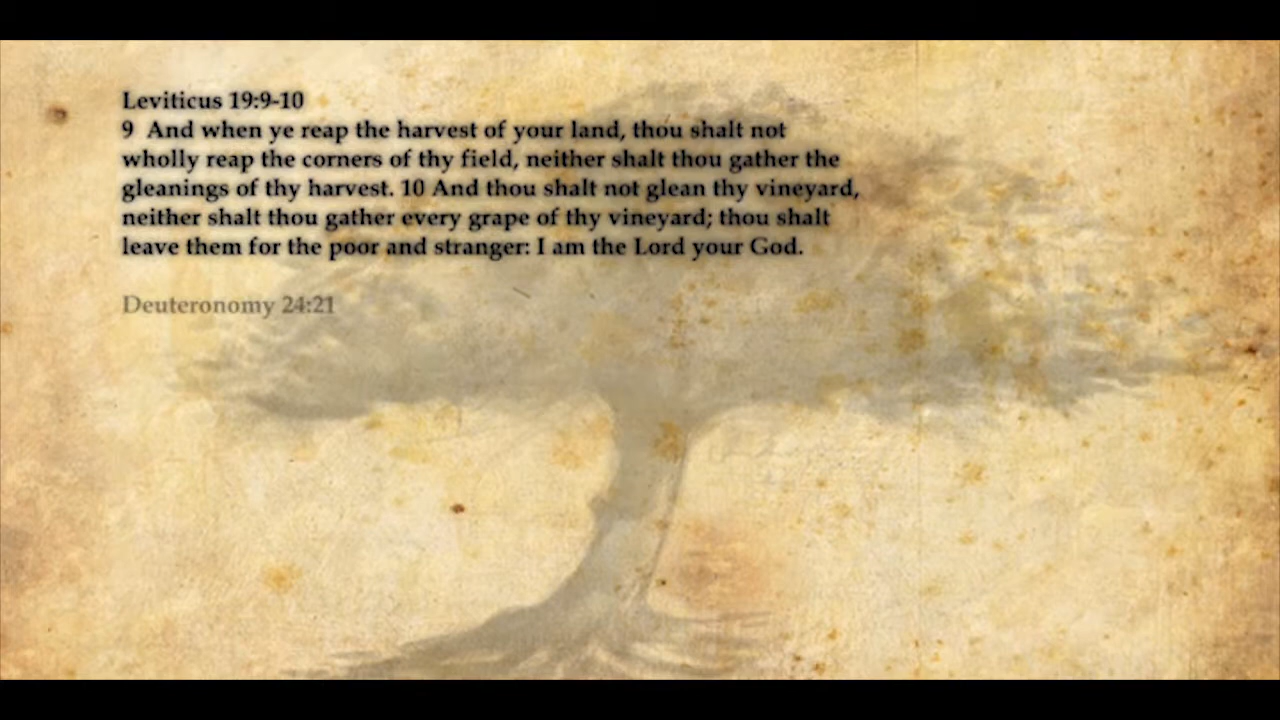 Leviticus 19:9-10
9 And when ye reap the harvest of your land, thou shalt not
wholly reap the corners of thy field, neither shalt thou gather the
gleanings of thy harvest. 10 And thou shalt not glean thy vineyard,
neither shalt thou gather every grape of thy vineyard; thou shalt
leave them for the poor and stranger: I am the Lord your God.
Deuteronomy 24:21